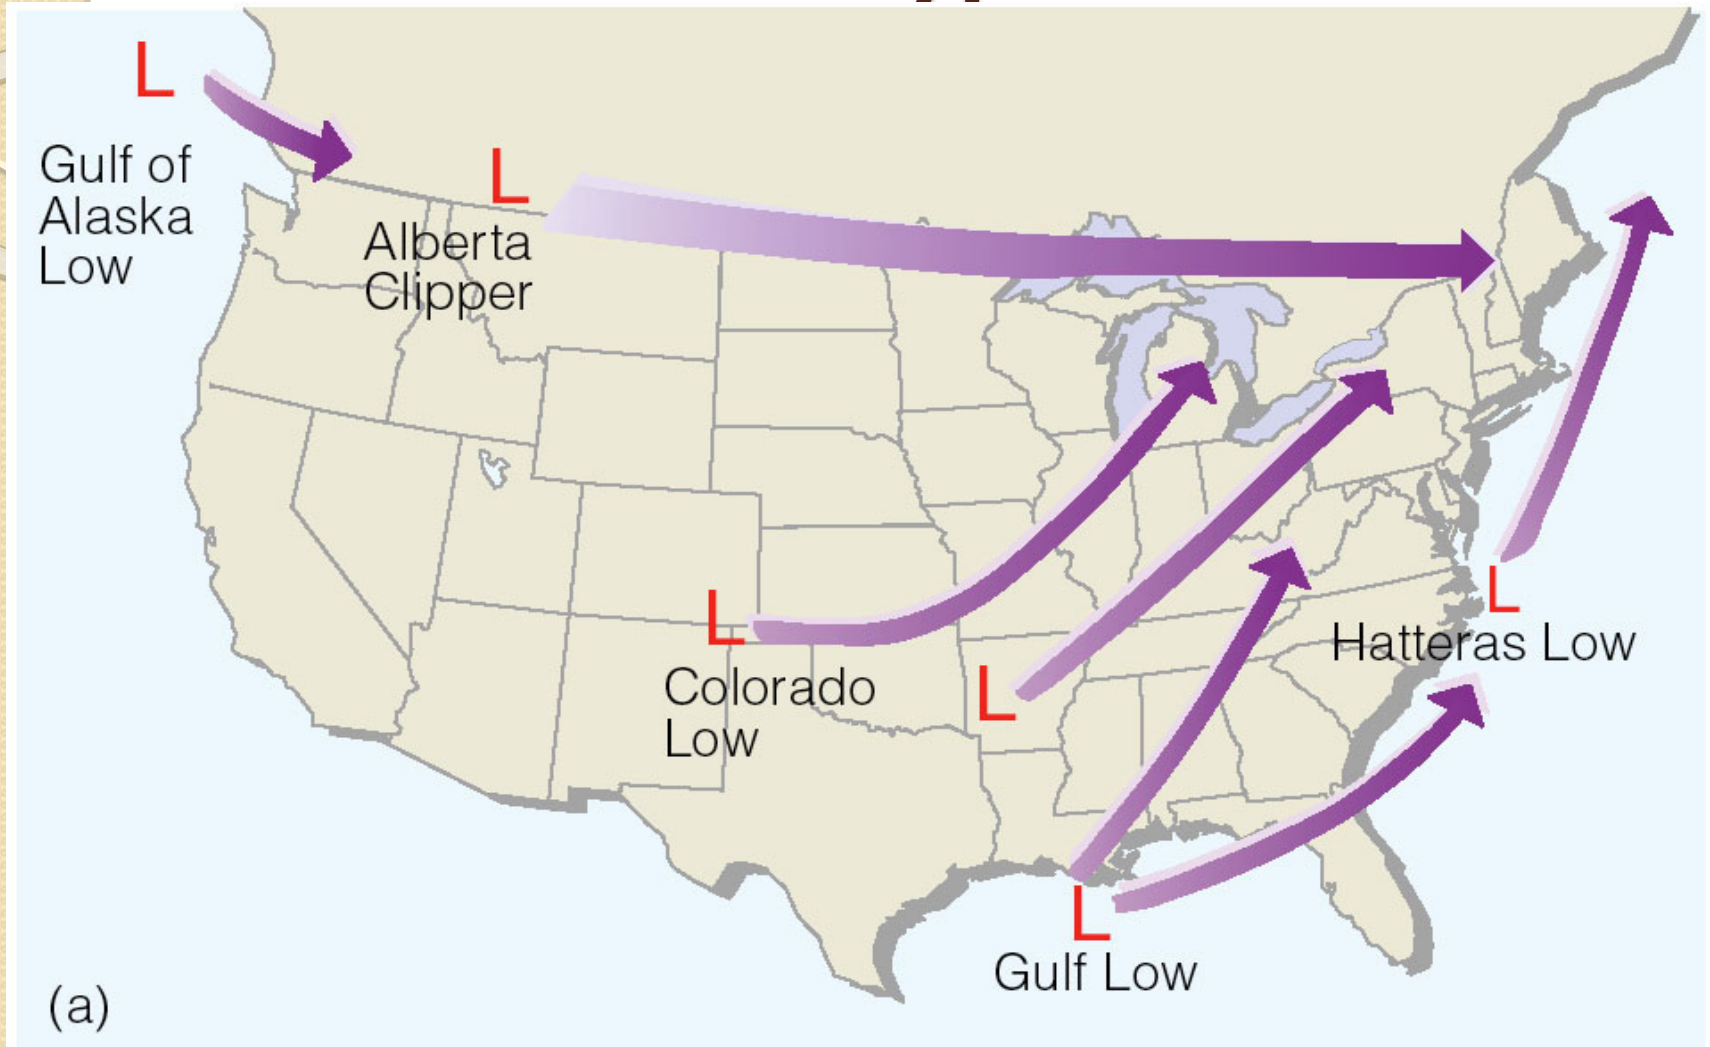 L
Gulf of
Alaska
Low
L
Alberta
Clipper
L
Colorado
Low
L
L
Hatteras Low
L
Gulf Low
(a)